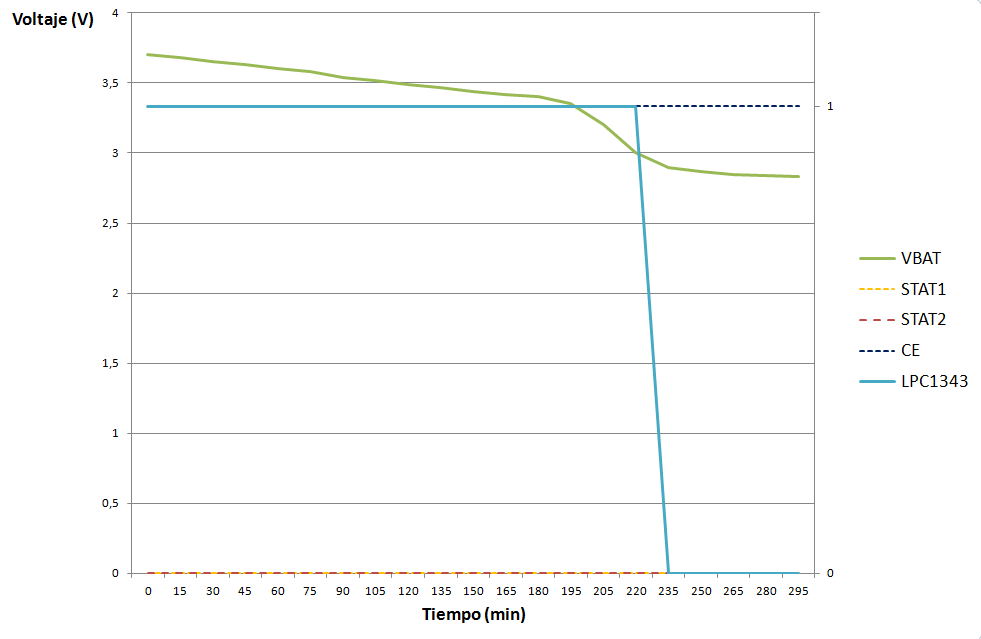 Voltaje (V)
4
3,5
3
2,5
2
1,5
1
0,5
0
1
0
0 15 30 45 60 75 90 105 120 135 150 165 180 195 205 220 235 250 265 280 295
Tiempo (min)
VBAT
STAT1
STAT2
CE
LPC1343